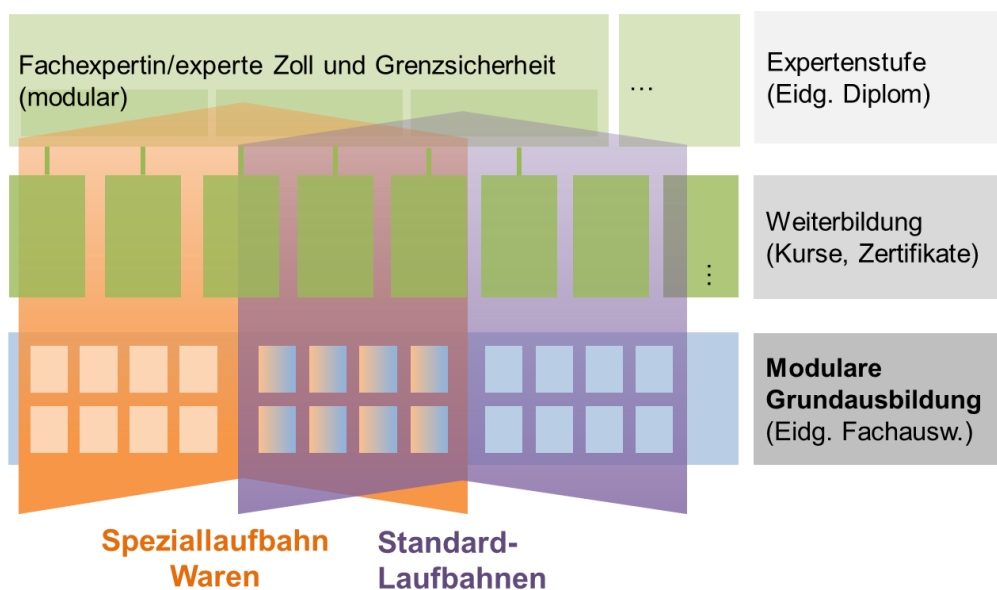 Fachexpertin/experte Zoll und Grenzsicherheit
(modular)
...
Expertenstufe
(Eidg. Diplom)
Weiterbildung
(Kurse, Zertifikate)
...
Modulare
Grundausbildung
(Eidg. Fachausw.)
Speziallaufbahn
Waren
Standard-
Laufbahnen